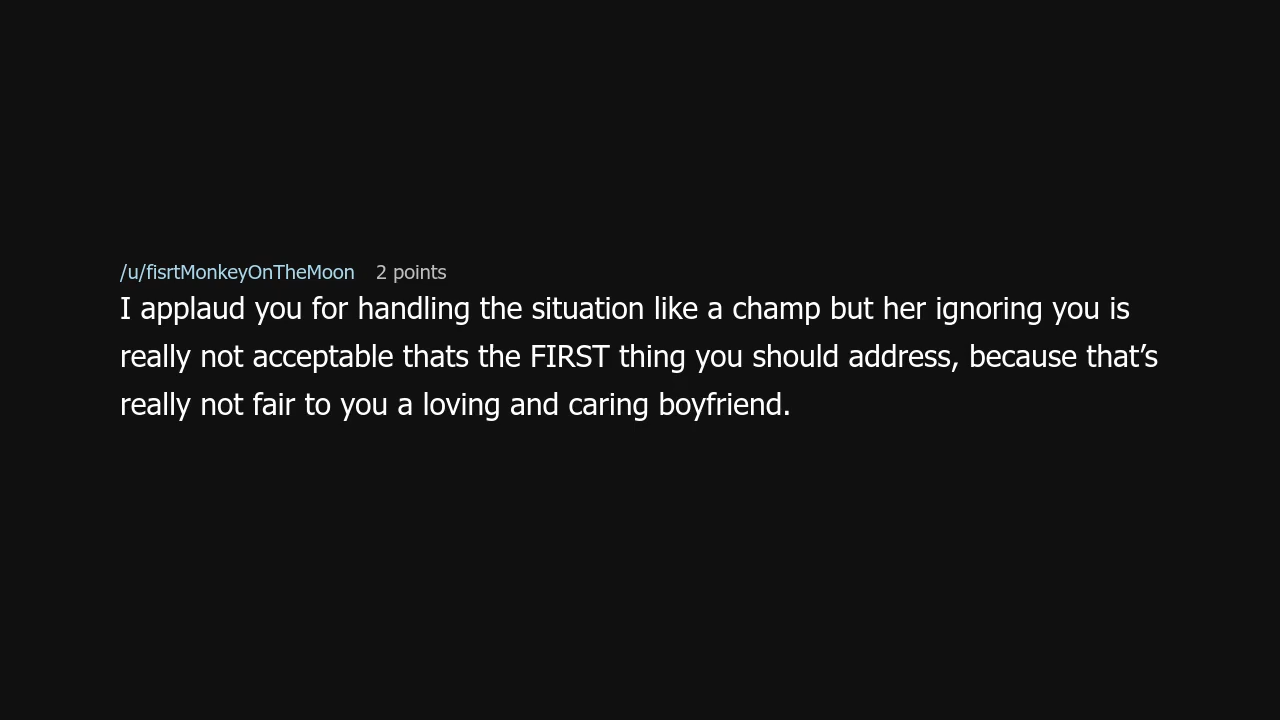 /u/fisrtMonkeyOnTheMoon 2 points
I applaud you for handling the situation like a champ but her ignoring you is
really not acceptable thats the FIRST thing you should address, because that’s
really not fair to you a loving and caring boyfriend.